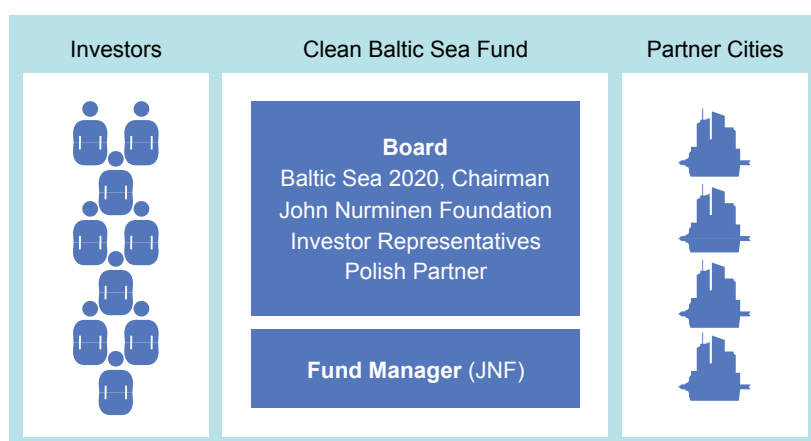 Investors
Clean Baltic Sea Fund
Partner Cities
Board
Baltic Sea 2020, Chairman
John Nurminen Foundation
Investor Representatives
Polish Partner
Fund Manager (JNF)